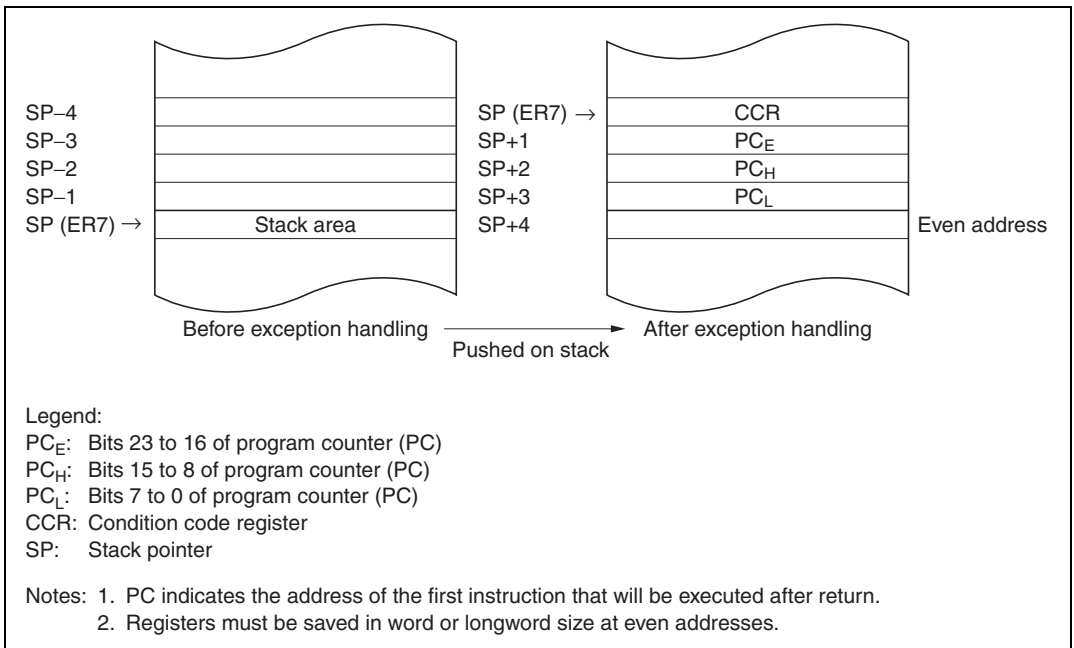 SP–4
SP–3
SP–2
SP–1
SP (ER7) →
Stack area
SP (ER7) →
SP+1
SP+2
SP+3
SP+4
CCR
PCE
PCH
PCL
Even address
Before exception handling
Pushed on stack
After exception handling
Legend:
PCE: Bits 23 to 16 of program counter (PC)
PCH: Bits 15 to 8 of program counter (PC)
PCL: Bits 7 to 0 of program counter (PC)
CCR: Condition code register
SP: Stack pointer
Notes: 1. PC indicates the address of the first instruction that will be executed after return.
2. Registers must be saved in word or longword size at even addresses.